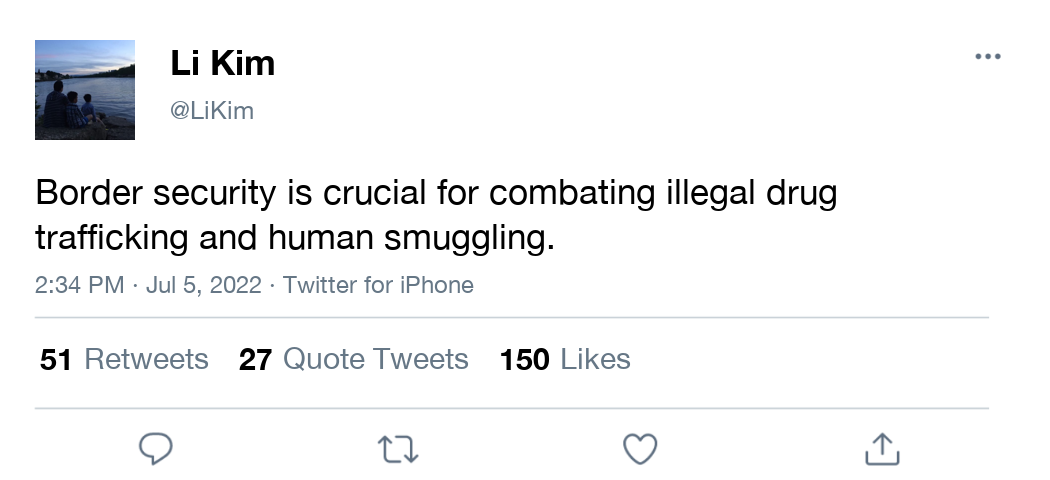 Li Kim
@LiKim
Border security is crucial for combating illegal drug
trafficking and human smuggling.
2:34 PM · Jul 5, 2022 · Twitter for iPhone
51 Retweets 27 Quote Tweets 150 Likes